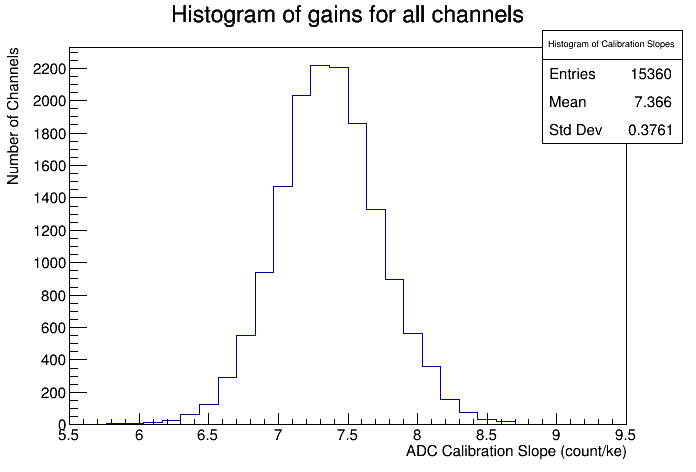 Histogram of gains for all channels
Histogram of Calibration Slopes
Entries 15360
Mean 7.366
Std Dev 0.3761
Number of Channels
2200
2000
1800
1600
1400
1200
1000
800
600
400
200
0
5.5 6 6.5 7 7.5 8 8.5 9 9.5
ADC Calibration Slope (count/ke)